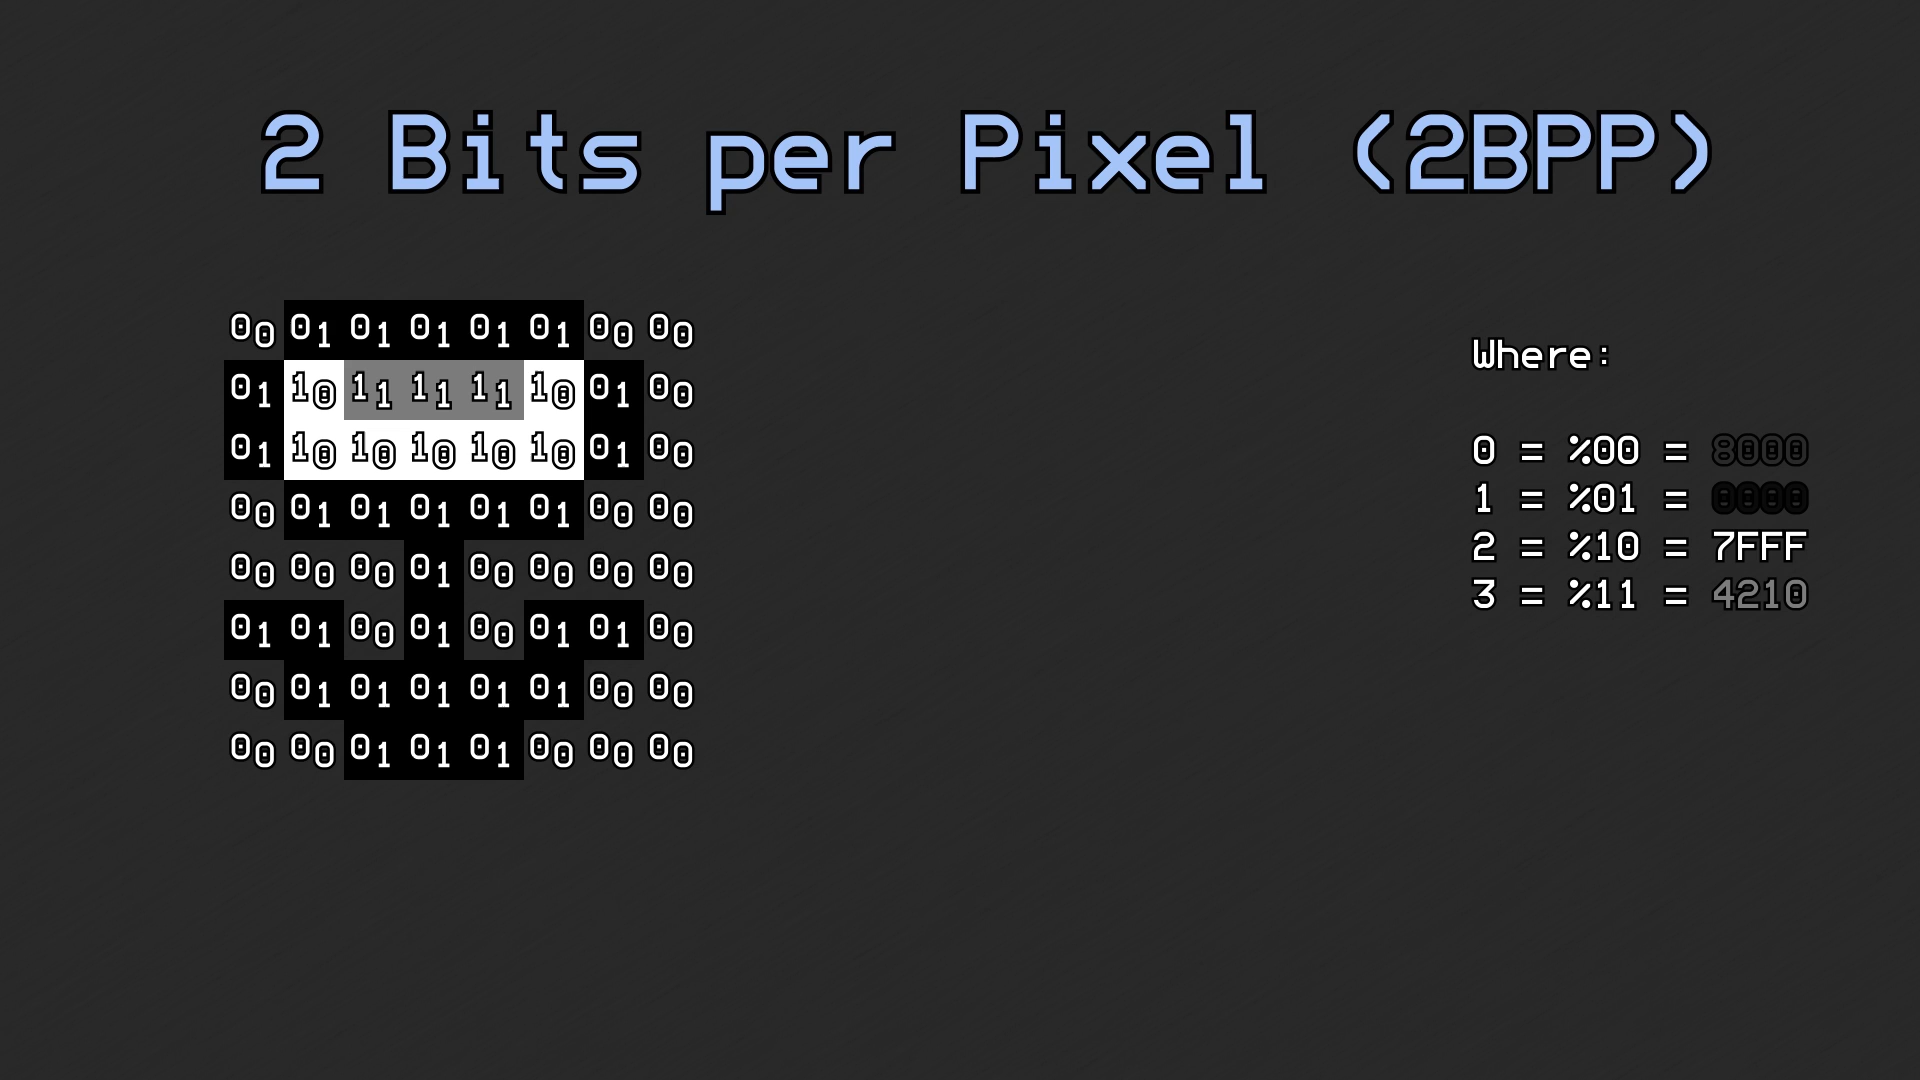 2 Bits per Pixel (2BPP)
00 01 01 01 01 01 00 00
01 10 11 11 11 10 01 00
01 10 10 10 10 10 01 00
00 01 01 01 01 01 00 00
00 00 00 01 00 00 00 00
01 01 00 01 00 01 01 00
00 01 01 01 01 01 00 00
00 00 01 01 01 00 00 00
Where:
0 = %00 = 8000
1 = %01 = 0000
2 = %10 = 7FFF
3 = %11 = 4210